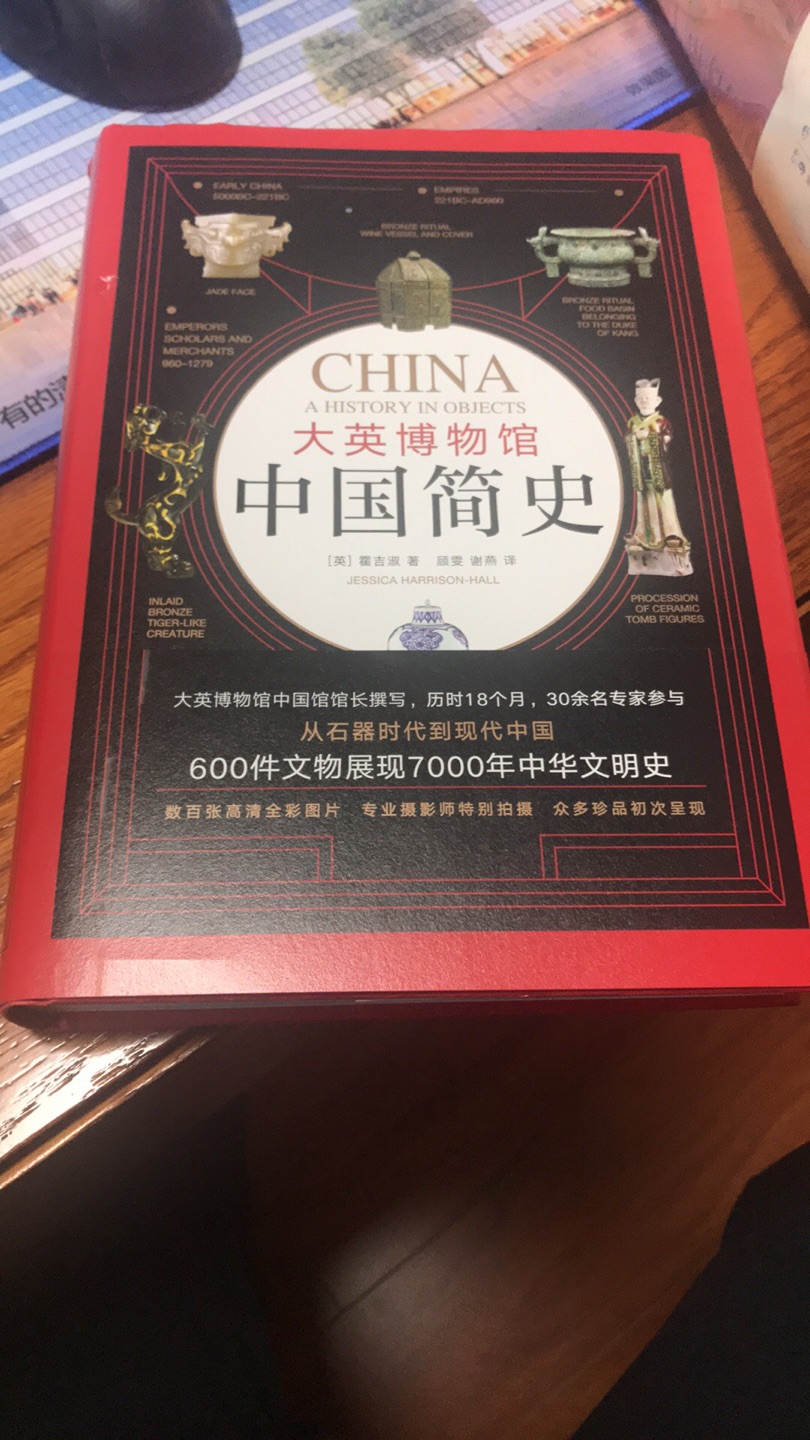 效果图
有的
EARLY CHINA
5000BC–221BC
EMPIRES
221BC–AD960
BRONZE RITUAL
WINE VESSEL AND COVER
JADE FACE
BRONZE RITUAL
FOOD BASIN
BELONGING
TO THE DUKE
OF KANG
EMPERORS
SCHOLARS AND
MERCHANTS
960–1279
CHINA
A HISTORY IN OBJECTS
大英博物馆
中国简史
[英] 霍吉淑 著 顾雯 谢燕 译
JESSICA HARRISON-HALL
INLAID
BRONZE
TIGER-LIKE
CREATURE
PROCESSION
OF CERAMIC
TOMB FIGURES
大英博物馆中国馆馆长撰写，历时18个月，30余名专家参与
从石器时代到现代中国
600件文物展现7000年中华文明史
数百张高清全彩图片 专业摄影师特别拍摄 众多珍品初次呈现